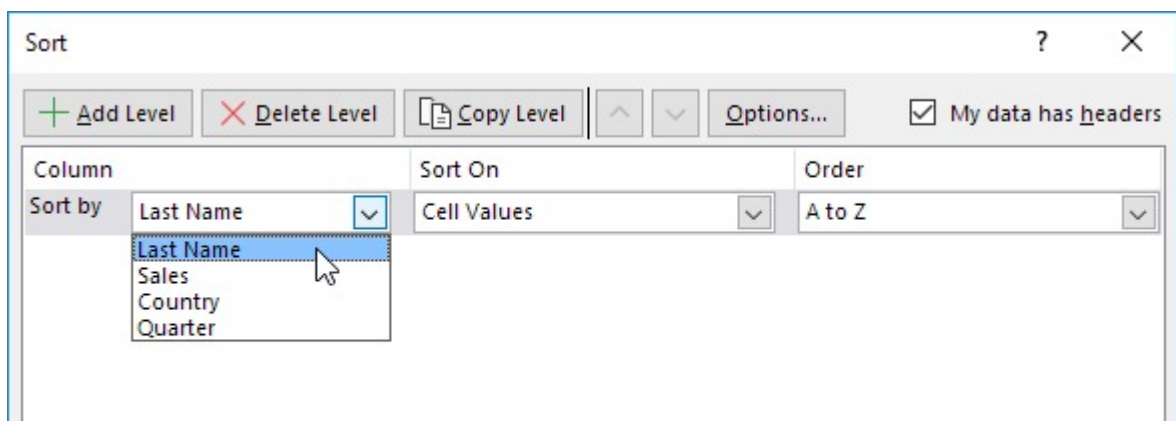 Sort ?
Add Level Delete Level Copy Level Options... My data has headers
Column Sort On Order
Sort by Last Name Cell Values A to Z
Last Name
Sales
Country
Quarter